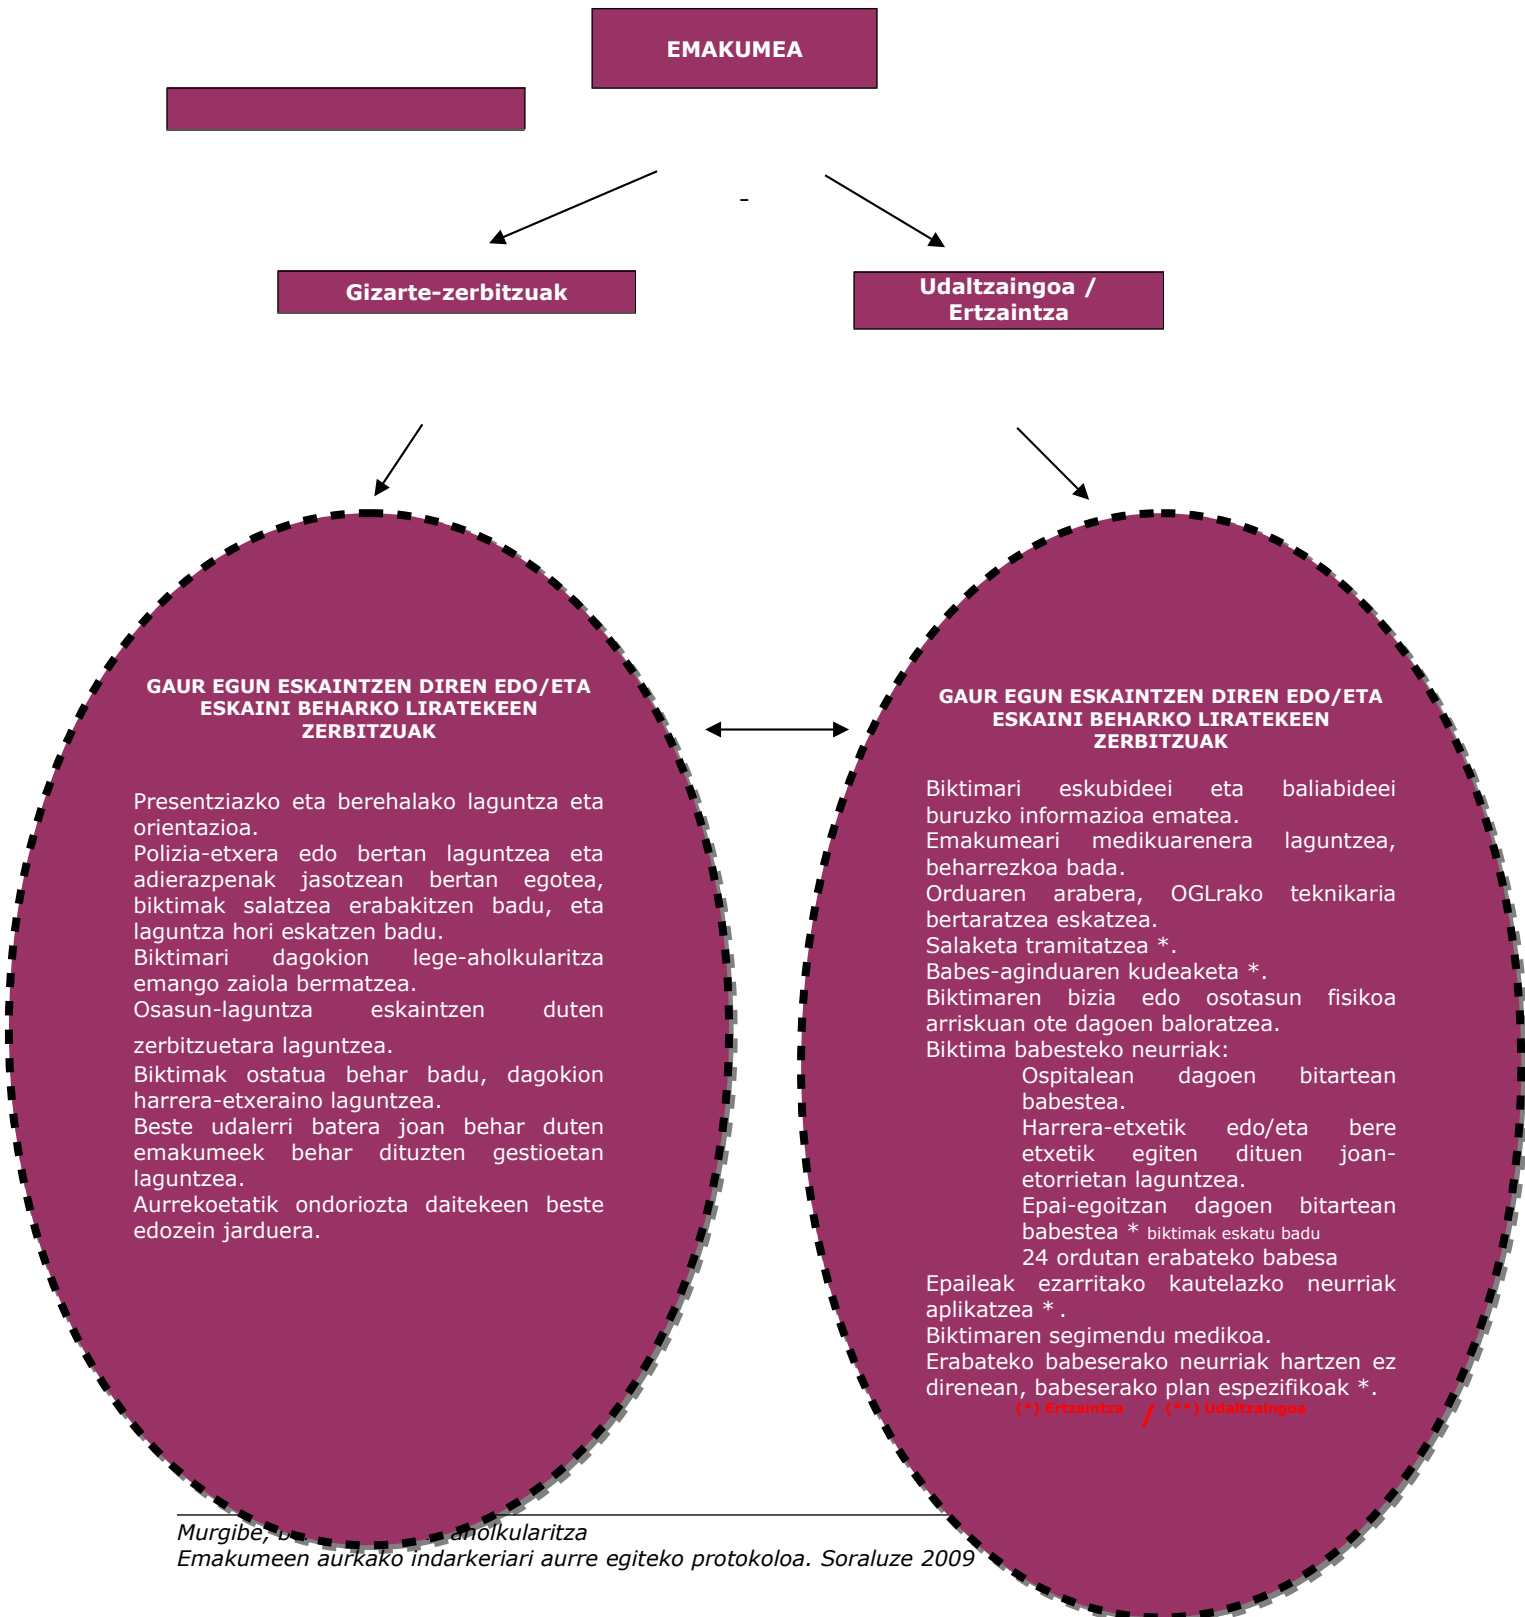 EMAKUMEA
-
Gizarte-zerbitzuak
Udaltzaingoa /
Ertzaintza
GAUR EGUN ESKAINTZEN DIREN EDO/ETA
ESKAINI BEHARKO LIRATEKEEN
ZERBITZUAK
Presentziazko eta berehalako laguntza eta
orientazioa.
Polizia-etxera edo bertan laguntzea eta
adierazpenak jasotzean bertan egotea,
biktimak salatzea erabakitzen badu, eta
laguntza hori eskatzen badu.
Biktimari dagokion lege-aholkularitza
emango zaiola bermatzea.
Osasun-laguntza eskaintzen duten
zerbitzuetara laguntzea.
Biktimak ostatua behar badu, dagokion
harrera-etxeraino laguntzea.
Beste udalerri batera joan behar duten
emakumeek behar dituzten gestioetan
laguntzea.
Aurrekoetatik ondoriozta daitekeen beste
edozein jarduera.
GAUR EGUN ESKAINTZEN DIREN EDO/ETA
ESKAINI BEHARKO LIRATEKEEN
ZERBITZUAK
Biktimari eskubideei eta baliabideei
buruzko informazioa ematea.
Emakumeari medikuarenera laguntzea,
beharrezkoa bada.
Orduaren arabera, OGLrako teknikaria
bertaratzea eskatzea.
Salaketa tramitatzea *.
Babes-aginduaren kudeaketa *.
Biktimaren bizia edo osotasun fisikoa
arriskuan ote dagoen baloratzea.
Biktima babesteko neurriak:
Ospitalean dagoen bitartean
babestea.
Harrera-etxetik edo/eta bere
etxetik egiten dituen joan-
etorrietan laguntzea.
Epai-egoitzan dagoen bitartean
babestea * biktimak eskatu badu
24 ordutan erabateko babesa
Epaileak ezarritako kautelazko neurriak
aplikatzea *.
Biktimaren segimendu medikoa.
Erabateko babeserako neurriak hartzen ez
direnean, babeserako plan espezifikoak *.
(*) Ertzaintza / (**) Udaltzaingoa
Murgibe, aholkularitza
Emakumeen aurkako indarkeriari aurre egiteko protokoloa. Soraluze 2009